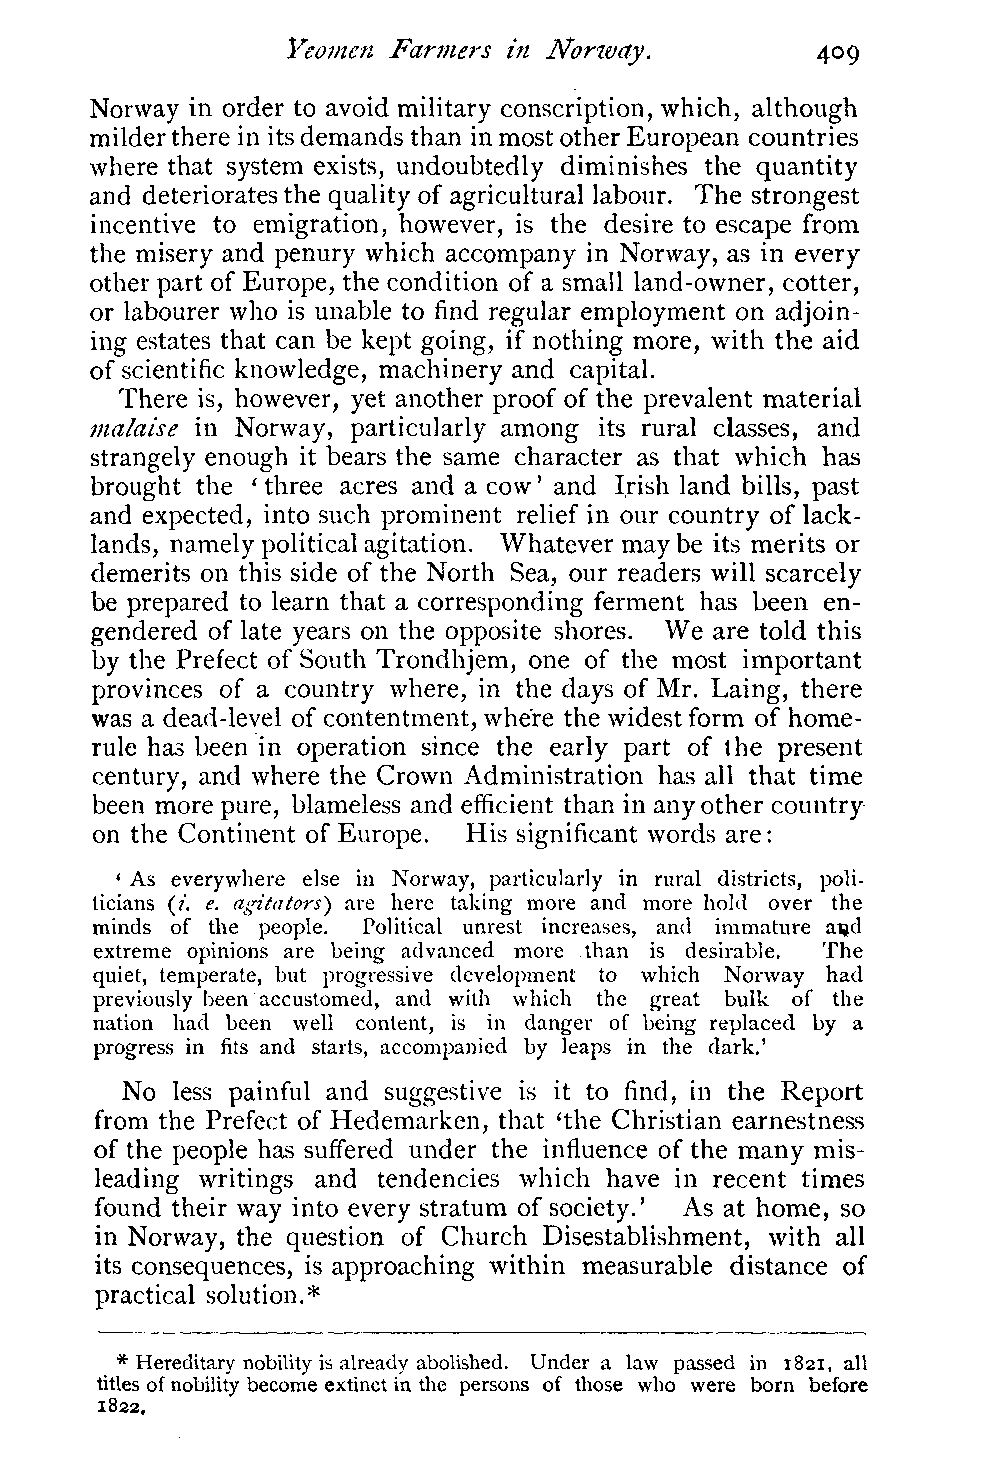 Yeomen Farmers in Norway. 409
Norway in order to avoid military conscription, which, although
milder there in its demands than in most other European countries
where that system exists, undoubtedly diminishes the quantity
and deteriorates the quality of agricultural labour. The strongest
incentive to emigration, however, is the desire to escape from
the misery and penury which accompany in Norway, as in every
other part of Europe, the condition of a small land-owner, cotter,
or labourer who is unable to find regular employment on adjoin-
ing estates that can be kept going, if nothing more, with the aid
of scientific knowledge, machinery and capital.
There is, however, yet another proof of the prevalent material
malaise in Norway, particularly among its rural classes, and
strangely enough it bears the same character as that which has
brought the ‘three acres and a cow’ and Irish land bills, past
and expected, into such prominent relief in our country of lack-
lands, namely political agitation. Whatever may be its merits or
demerits on this side of the North Sea, our readers will scarcely
be prepared to learn that a corresponding ferment has been en-
gendered of late years on the opposite shores. We are told this
by the Prefect of South Trondhjem, one of the most important
provinces of a country where, in the days of Mr. Laing, there
was a dead-level of contentment, where the widest form of home-
rule has been in operation since the early part of the present
century, and where the Crown Administration has all that time
been more pure, blameless and efficient than in any other country
on the Continent of Europe. His significant words are:
‘As everywhere else in Norway, particularly in rural districts, poli-
ticians (i. e. agitators) are here taking more and more hold over the
minds of the people. Political unrest increases, and immature and
extreme opinions are being advanced more than is desirable. The
quiet, temperate, but progressive development to which Norway had
previously been accustomed, and with which the great bulk of the
nation had been well content, is in danger of being replaced by a
progress in fits and starts, accompanied by leaps in the dark.’
No less painful and suggestive is it to find, in the Report
from the Prefect of Hedemarken, that ‘the Christian earnestness
of the people has suffered under the influence of the many mis-
leading writings and tendencies which have in recent times
found their way into every stratum of society.’ As at home, so
in Norway, the question of Church Disestablishment, with all
its consequences, is approaching within measurable distance of
practical solution.*
* Hereditary nobility is already abolished. Under a law passed in 1821, all
titles of nobility become extinct in the persons of those who were born before
1822.